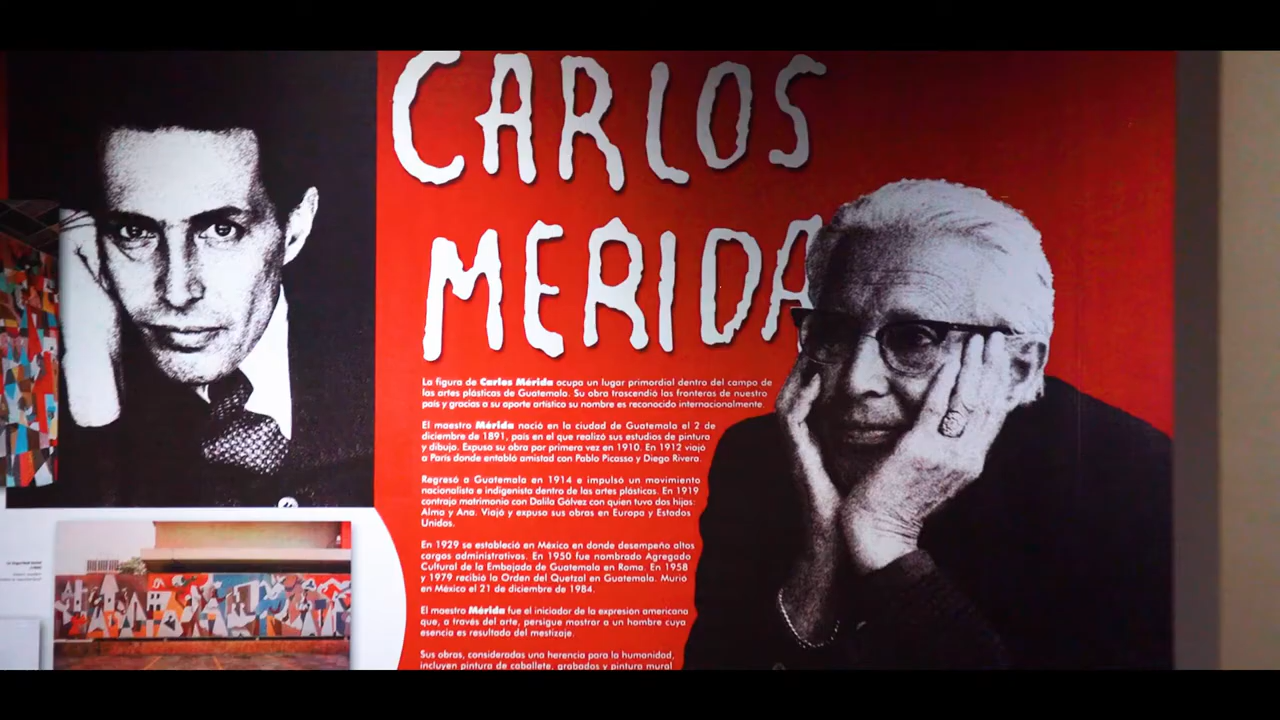 CARLOS
MERIDA
La figura de Carlos Mérida ocupa un lugar primordial dentro del campo de
las artes plásticas de Guatemala. Su obra trascendió las fronteras de nuestro
país y gracias a su aporte artístico su nombre es reconocido internacionalmente.
El maestro Mérida nació en la ciudad de Guatemala el 2 de
diciembre de 1891, país en el que realizó sus estudios de pintura
y dibujo. Expuso su obra por primera vez en 1910. En 1912 viajó
a París donde entabló amistad con Pablo Picasso y Diego Rivera.
Regresó a Guatemala en 1914 e impulsó un movimiento
nacionalista e indigenista dentro de las artes plásticas. En 1919
contrajo matrimonio con Dalila Gálvez con quien tuvo dos hijas:
Alma y Ana. Viajó y expuso sus obras en Europa y Estados
Unidos.
En 1929 se estableció en México en donde desempeño altos
cargos administrativos. En 1950 fue nombrado Agregado
Cultural de la Embajada de Guatemala en Roma. En 1958
y 1979 recibió la Orden del Quetzal en Guatemala. Murió
en México el 21 de diciembre de 1984.
El maestro Mérida fue el iniciador de la expresión americana
que, a través del arte, persigue mostrar a un hombre cuya
esencia es resultado del mestizaje.
Sus obras, consideradas una herencia para la humanidad,
incluyen pintura de caballete, grabados y pintura mural